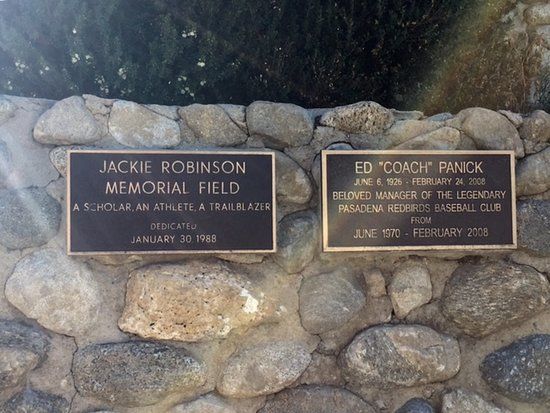 JACKIE ROBINSON
MEMORIAL FIELD
A SCHOLAR, AN ATHLETE, A TRAILBLAZER
DEDICATED
JANUARY 30 1988
ED "COACH" PANICK
JUNE 6, 1926 - FEBRUARY 24, 2008
BELOVED MANAGER OF THE LEGENDARY
PASADENA REDBIRDS BASEBALL CLUB
FROM
JUNE 1970 - FEBRUARY 2008